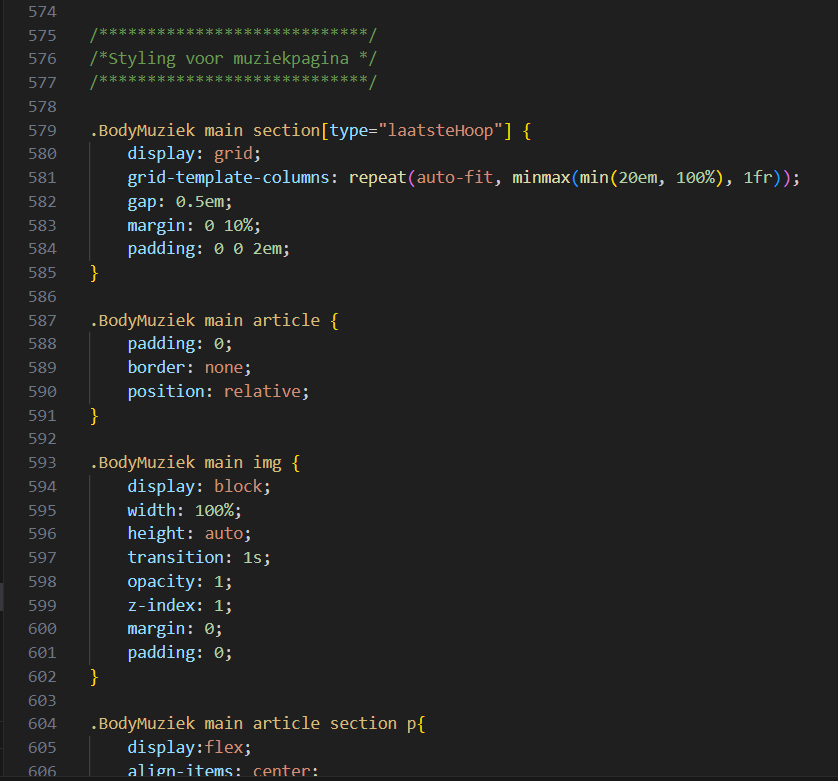 574
575 /****************************/
576 /*Styling voor muziekpagina */
577 /****************************/
578
579 .BodyMuziek main section[type="laatsteHoop"] {
580 display: grid;
581 grid-template-columns: repeat(auto-fit, minmax(min(20em, 100%), 1fr));
582 gap: 0.5em;
583 margin: 0 10%;
584 padding: 0 0 2em;
585 }
586
587 .BodyMuziek main article {
588 padding: 0;
589 border: none;
590 position: relative;
591 }
592
593 .BodyMuziek main img {
594 display: block;
595 width: 100%;
596 height: auto;
597 transition: 1s;
598 opacity: 1;
599 z-index: 1;
600 margin: 0;
601 padding: 0;
602 }
603
604 .BodyMuziek main article section p{
605 display:flex;
606 align-items: center;